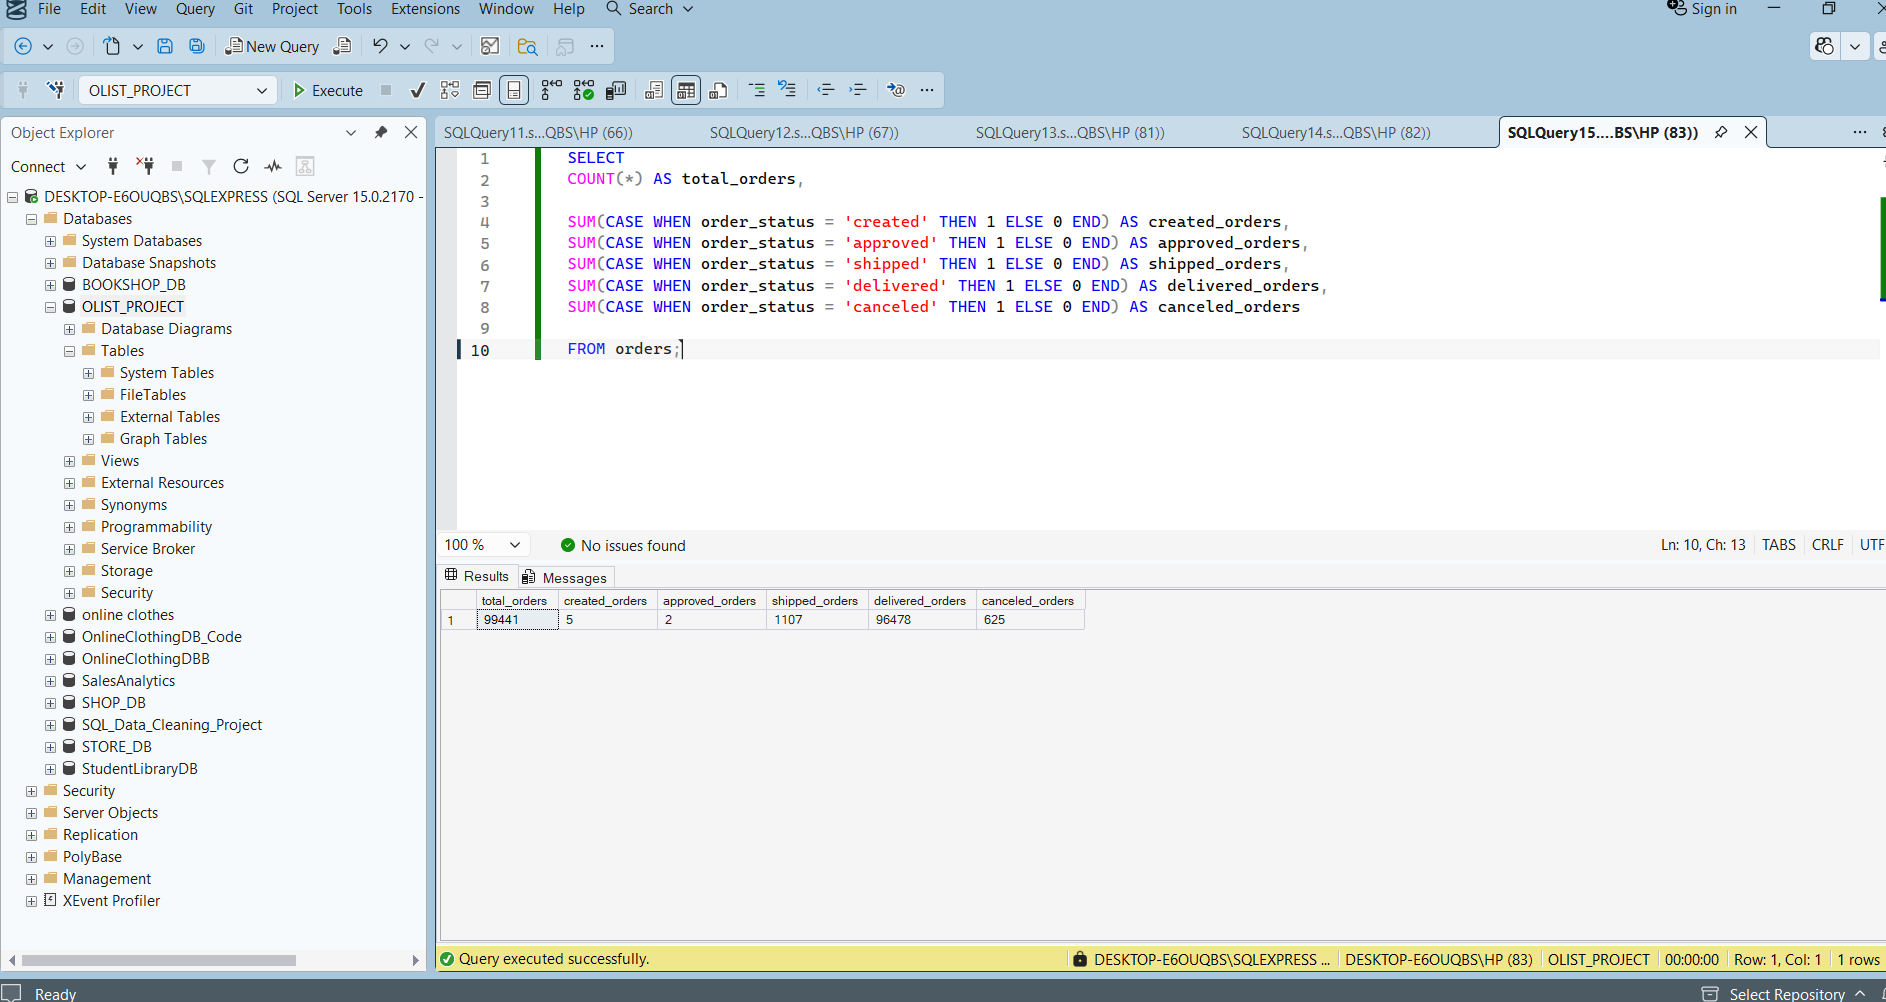 File Edit View Query Git Project Tools Extensions Window Help Search Sign in
New Query
OLIST_PROJECT Execute
Object Explorer
Connect
DESKTOP-E6OUQBS\SQLEXPRESS (SQL Server 15.0.2170 -
Databases
System Databases
Database Snapshots
BOOKSHOP_DB
OLIST_PROJECT
Database Diagrams
Tables
System Tables
FileTables
External Tables
Graph Tables
Views
External Resources
Synonyms
Programmability
Service Broker
Storage
Security
online clothes
OnlineClothingDB_Code
OnlineClothingDBB
SalesAnalytics
SHOP_DB
SQL_Data_Cleaning_Project
STORE_DB
StudentLibraryDB
Security
Server Objects
Replication
PolyBase
Management
XEvent Profiler
SQLQuery11.s...QBS\HP (66)) SQLQuery12.s...QBS\HP (67)) SQLQuery13.s...QBS\HP (81)) SQLQuery14.s...QBS\HP (82)) SQLQuery15....BS\HP (83))
1 SELECT
2 COUNT(*) AS total_orders,
3
4 SUM(CASE WHEN order_status = 'created' THEN 1 ELSE 0 END) AS created_orders,
5 SUM(CASE WHEN order_status = 'approved' THEN 1 ELSE 0 END) AS approved_orders,
6 SUM(CASE WHEN order_status = 'shipped' THEN 1 ELSE 0 END) AS shipped_orders,
7 SUM(CASE WHEN order_status = 'delivered' THEN 1 ELSE 0 END) AS delivered_orders,
8 SUM(CASE WHEN order_status = 'canceled' THEN 1 ELSE 0 END) AS canceled_orders
9
10 FROM orders;
100 % No issues found Ln: 10, Ch: 13 TABS CRLF UTF
Results Messages
total_orders created_orders approved_orders shipped_orders delivered_orders canceled_orders
1 99441 5 2 1107 96478 625
Query executed successfully. DESKTOP-E6OUQBS\SQLEXPRESS ... DESKTOP-E6OUQBS\HP (83) OLIST_PROJECT 00:00:00 Row: 1, Col: 1 1 rows
Ready Select Repository